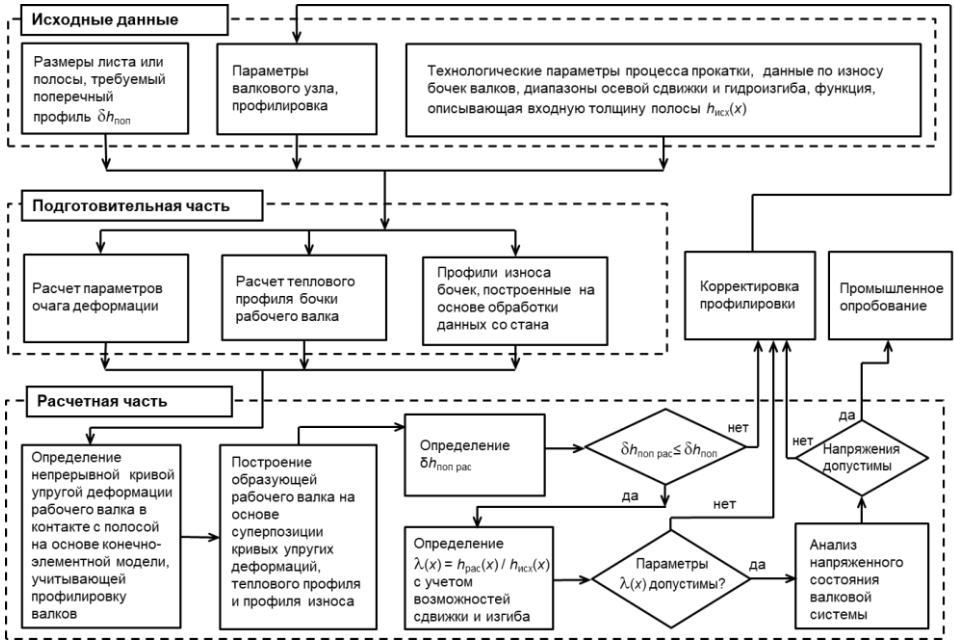 Исходные данные
Размеры листа или
полосы, требуемый
поперечный
профиль δhпоп
Параметры
валкового узла,
профилировка
Технологические параметры процесса прокатки, данные по износу
бочек валков, диапазоны осевой сдвижки и гидроизгиба, функция,
описывающая входную толщину полосы hисх(x)
Подготовительная часть
Расчет параметров
очага деформации
Расчет теплового
профиля бочки
рабочего валка
Профили износа
бочек, построенные на
основе обработки
данных со стана
Корректировка
профилировки
Промышленное
опробование
Расчетная часть
Определение
непрерывной кривой
упругой деформации
рабочего валка в
контакте с полосой
на основе конечно-
элементной модели,
учитывающей
профилировку
валков
Построение
образующей
рабочего валка на
основе
суперпозиции
кривых упругих
деформаций,
теплового профиля
и профиля износа
Определение
δhпоп рас
δhпоп рас ≤ δhпоп
нет
да
Определение
λ(x) = hрас(x) / hисх(x)
с учетом
возможностей
сдвижки и изгиба
Параметры
λ(x) допустимы?
нет
да
Анализ
напряженного
состояния
валковой
системы
Напряжения
допустимы
нет
да